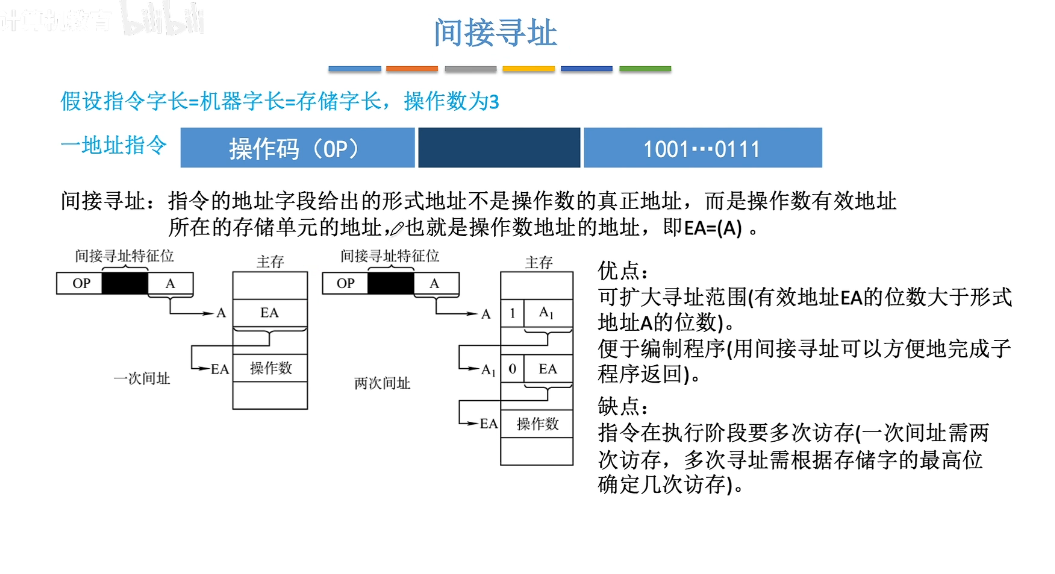 bilibili
间接寻址
假设指令字长=机器字长=存储字长，操作数为3
一地址指令 操作码（OP） 1001…0111
间接寻址：指令的地址字段给出的形式地址不是操作数的真正地址，而是操作数有效地址
所在的存储单元的地址，也就是操作数地址的地址，即EA=(A) 。
间接寻址特征位
OP A
主存
A EA
EA 操作数
一次间址
间接寻址特征位
OP A
主存
A 1 A1
A1 0 EA
EA 操作数
两次间址
优点：
可扩大寻址范围(有效地址EA的位数大于形式
地址A的位数)。
便于编制程序(用间接寻址可以方便地完成子
程序返回)。
缺点：
指令在执行阶段要多次访存(一次间址需两
次访存，多次寻址需根据存储字的最高位
确定几次访存)。